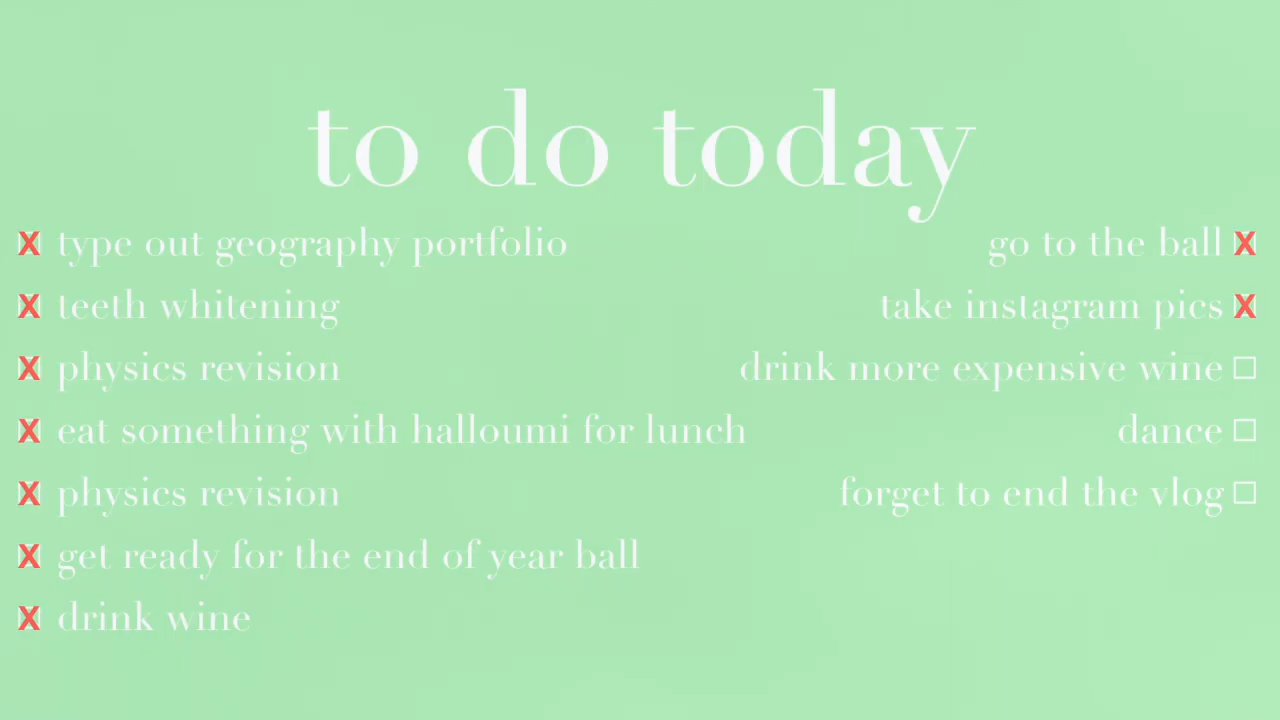 to do today
X type out geography portfolio
X teeth whitening
X physics revision
X eat something with halloumi for lunch
X physics revision
X get ready for the end of year ball
X drink wine
go to the ball X
take instagram pics X
drink more expensive wine ☐
dance ☐
forget to end the vlog ☐